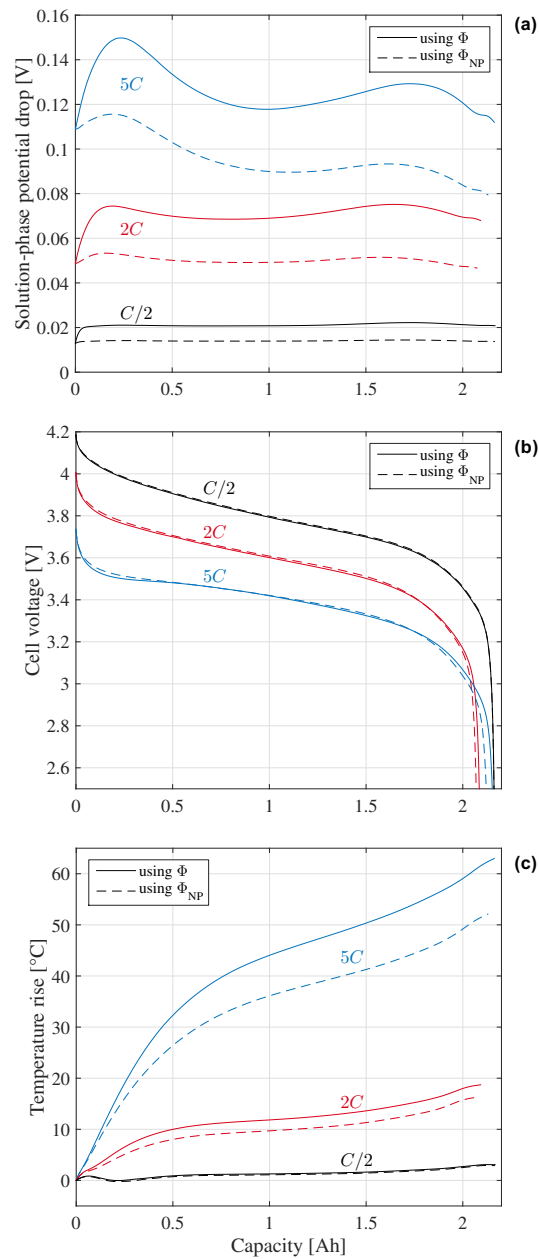 (a)
0.16
0.14
0.12
0.1
0.08
0.06
0.04
0.02
0
Solution-phase potential drop [V]
using Φ
using Φ_NP
5C
2C
C/2
0 0.5 1 1.5 2
(b)
4.2
4
3.8
3.6
3.4
3.2
3
2.8
2.6
Cell voltage [V]
using Φ
using Φ_NP
C/2
2C
5C
0 0.5 1 1.5 2
(c)
60
50
40
30
20
10
0
Temperature rise [°C]
using Φ
using Φ_NP
5C
2C
C/2
0 0.5 1 1.5 2
Capacity [Ah]